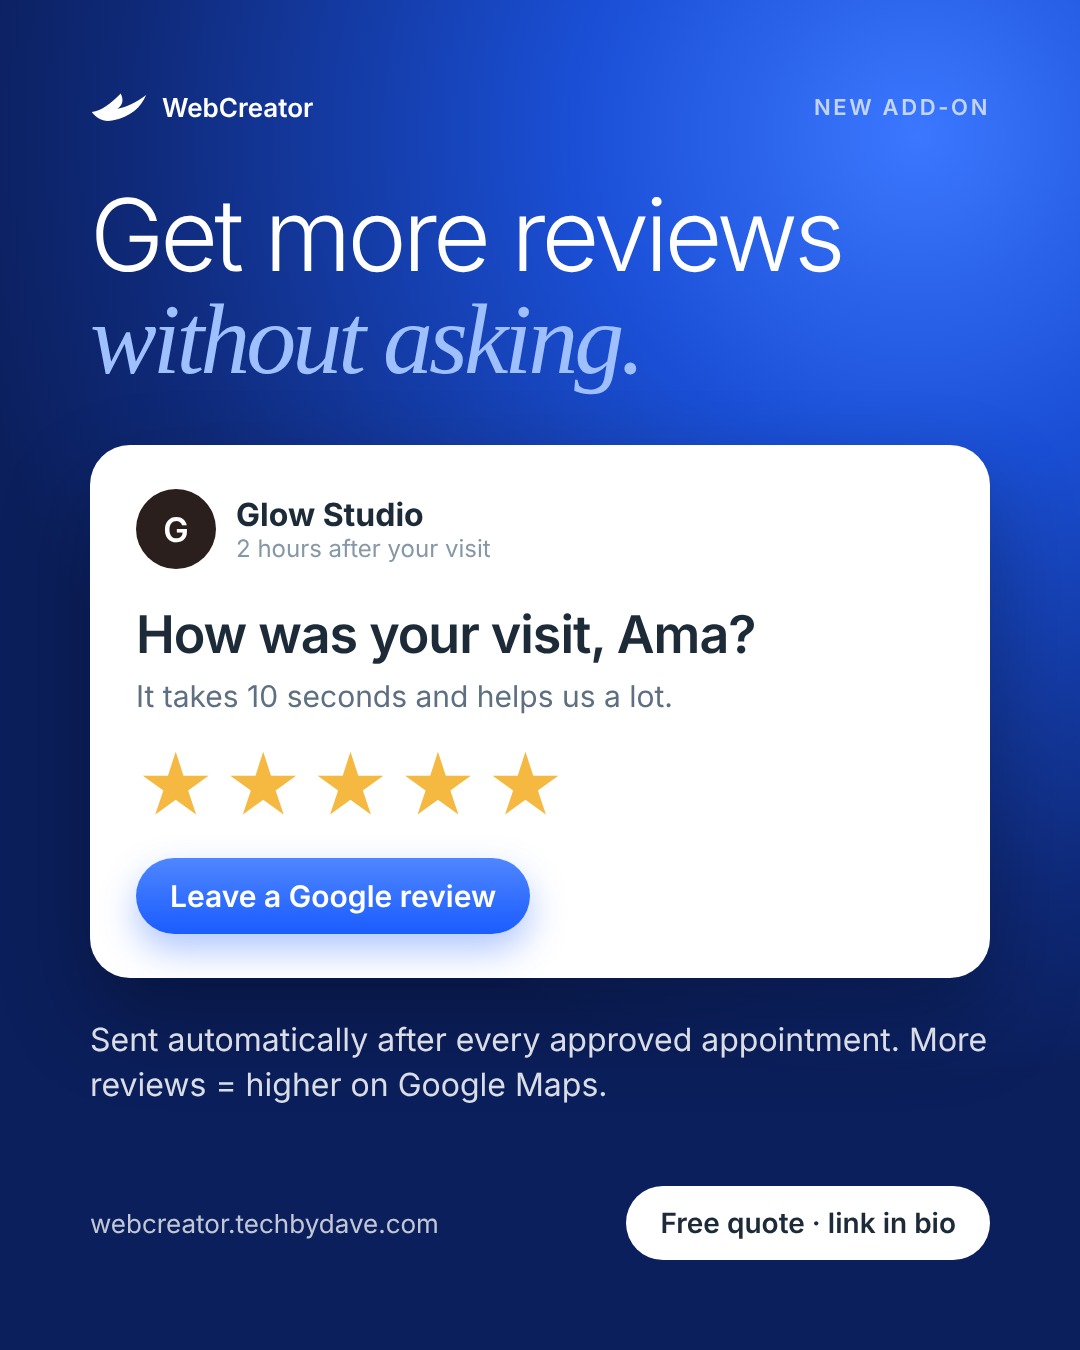 WebCreator
NEW ADD-ON
Get more reviews
without asking.
G
Glow Studio
2 hours after your visit
How was your visit, Ama?
It takes 10 seconds and helps us a lot.
Leave a Google review
Sent automatically after every approved appointment. More
reviews = higher on Google Maps.
webcreator.techbydave.com
Free quote · link in bio